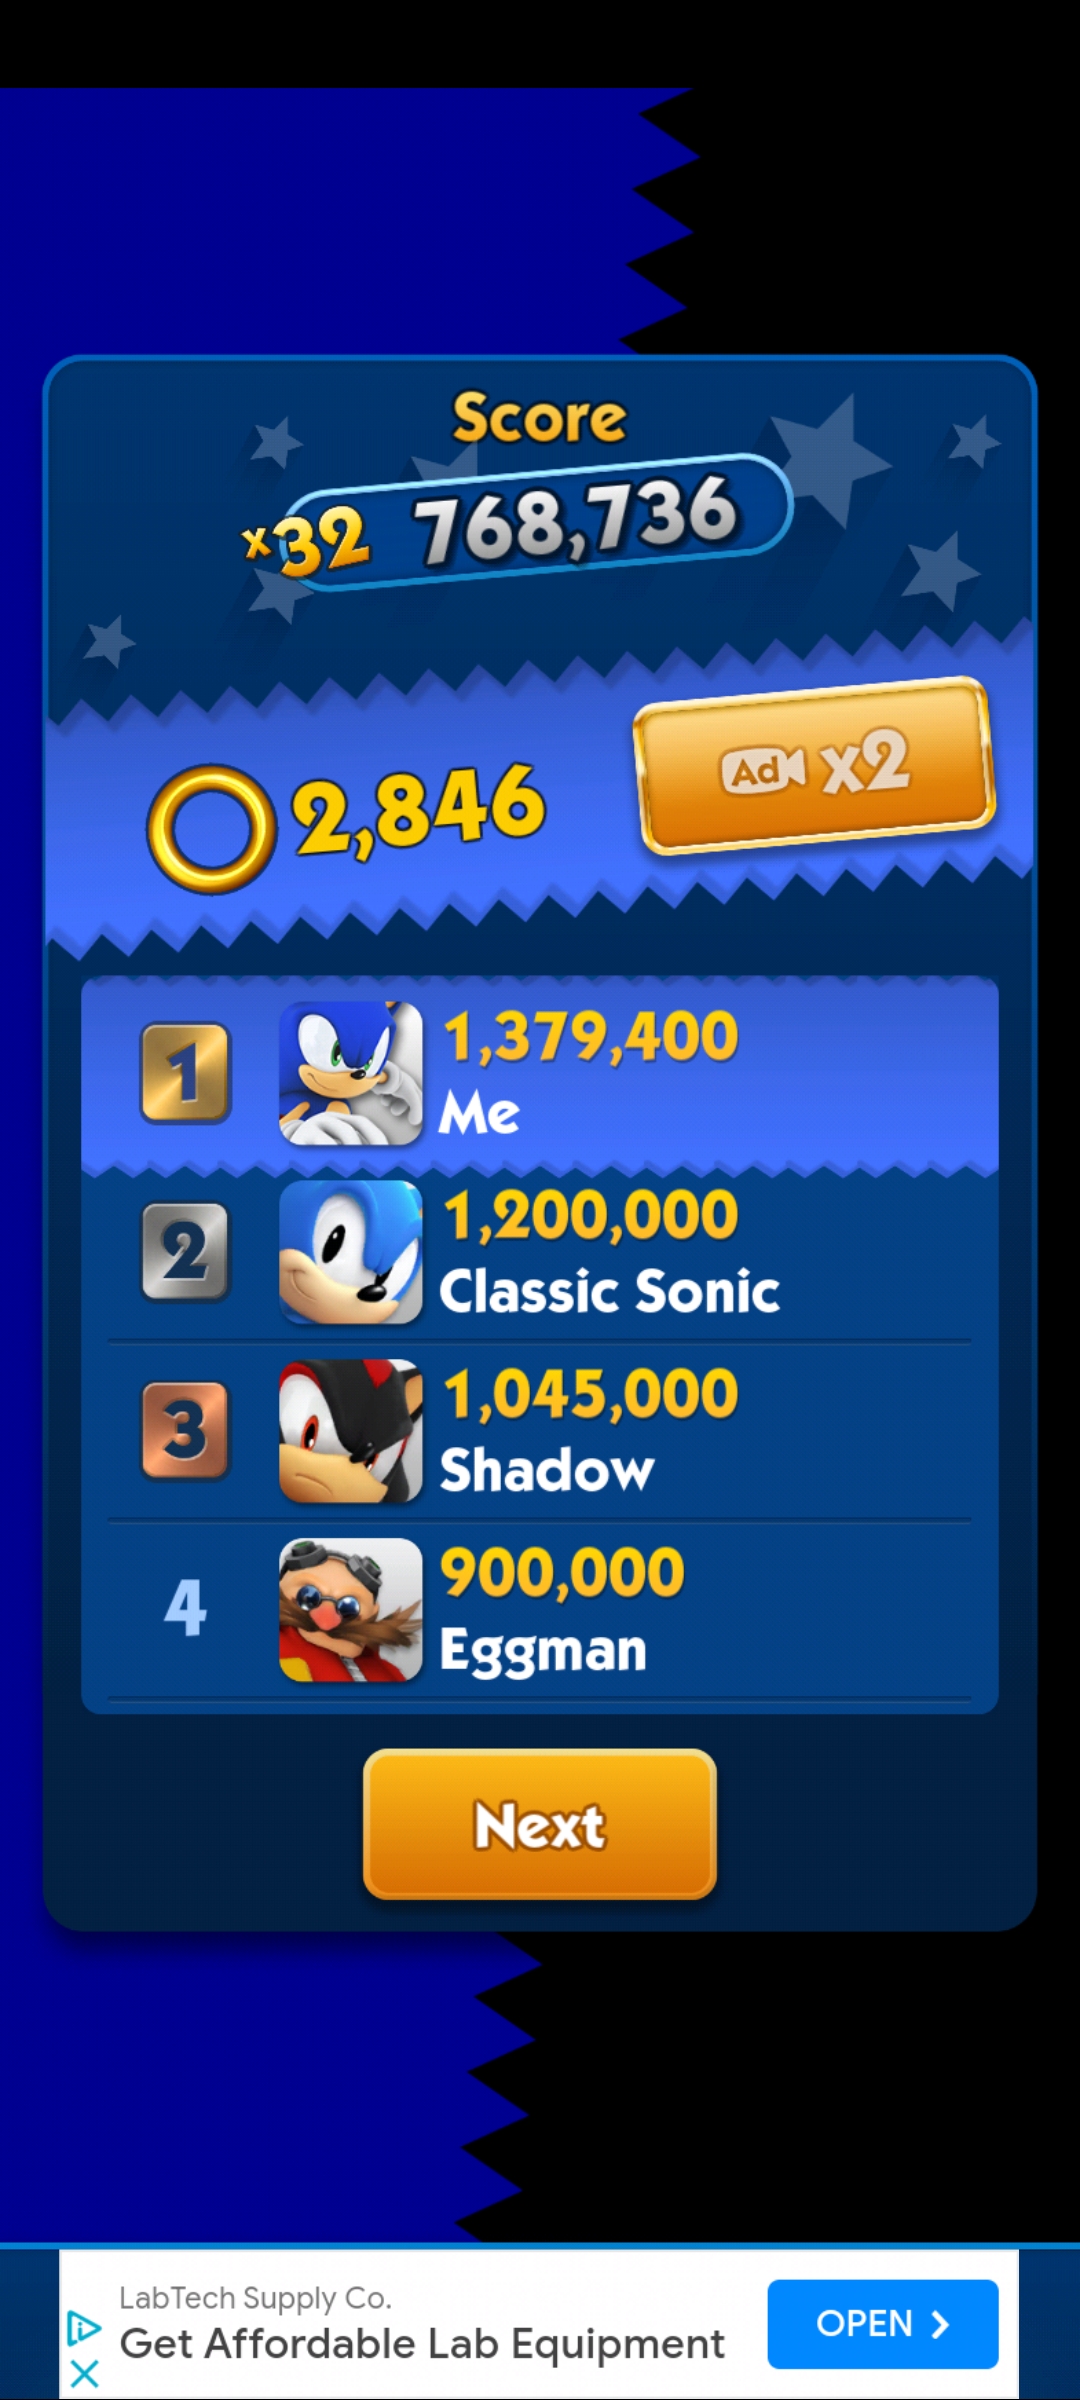 Score
x32 768,736
2,846
Ad x2
1 1,379,400
Me
2 1,200,000
Classic Sonic
3 1,045,000
Shadow
4 900,000
Eggman
Next
LabTech Supply Co.
Get Affordable Lab Equipment
OPEN